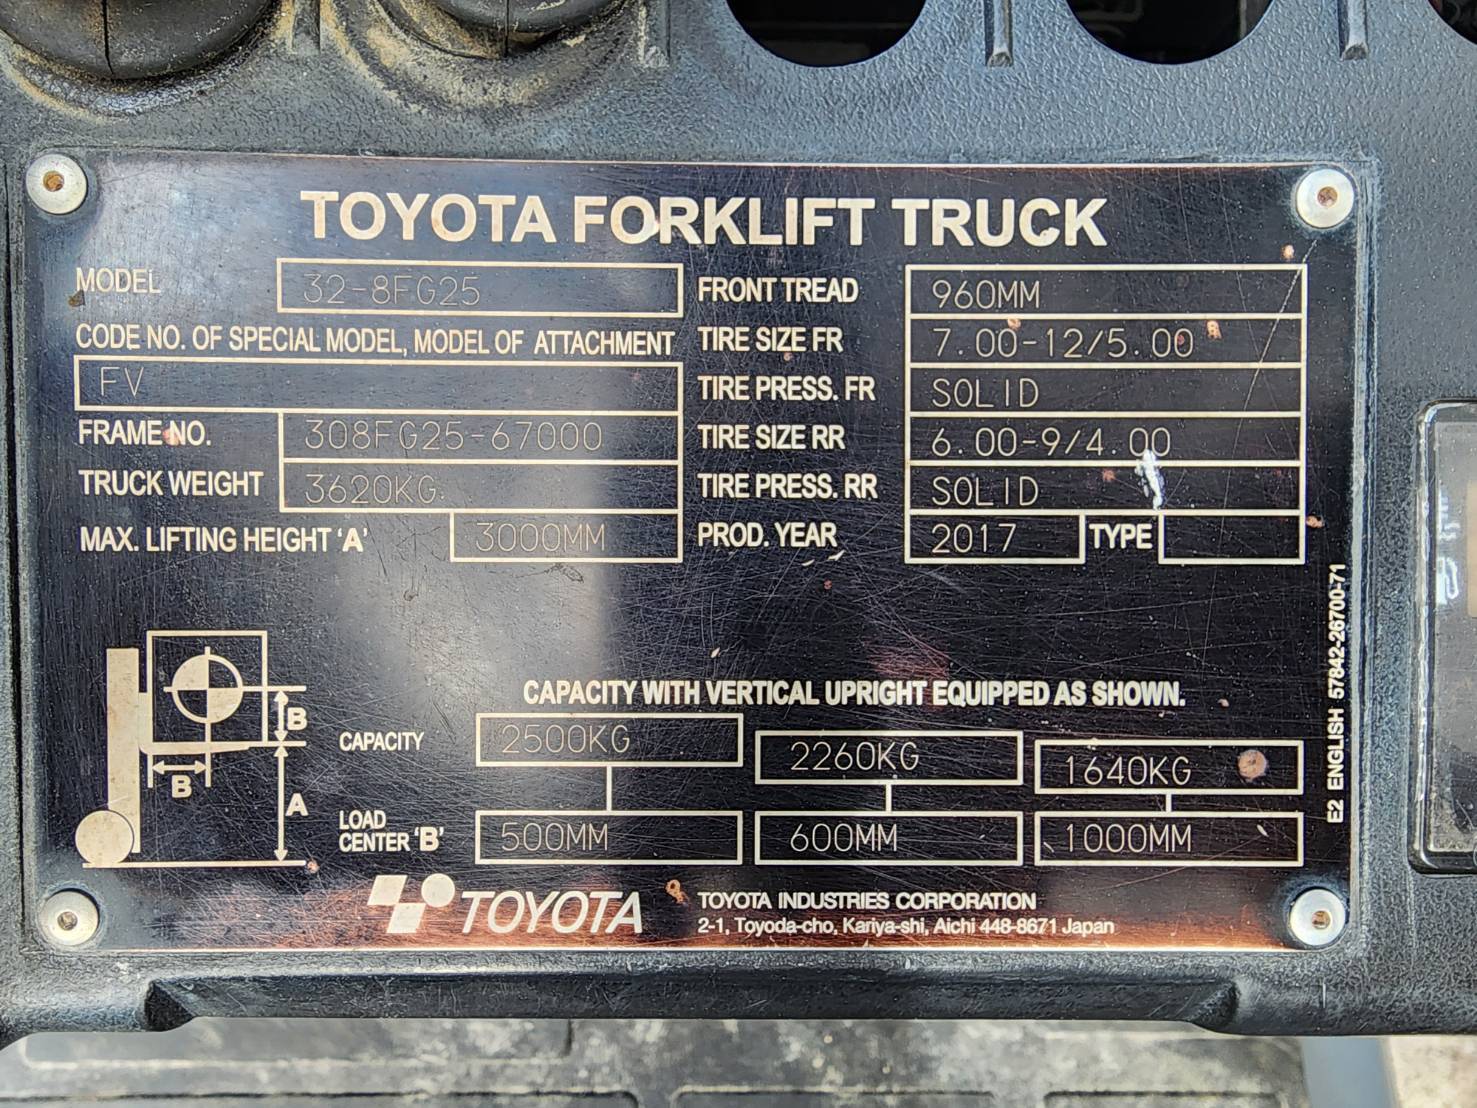 TOYOTA FORKLIFT TRUCK
MODEL 32-8FG25
CODE NO. OF SPECIAL MODEL, MODEL OF ATTACHMENT
FV
FRAME NO. 308FG25-67000
TRUCK WEIGHT 3620KG
MAX. LIFTING HEIGHT 'A' 3000MM
FRONT TREAD 960MM
TIRE SIZE FR 7.00-12/5.00
TIRE PRESS. FR SOLID
TIRE SIZE RR 6.00-9/4.00
TIRE PRESS. RR SOLID
PROD. YEAR 2017 TYPE
CAPACITY WITH VERTICAL UPRIGHT EQUIPPED AS SHOWN.
B
B
A
CAPACITY 2500KG 2260KG 1640KG
LOAD
CENTER 'B' 500MM 600MM 1000MM
TOYOTA
TOYOTA INDUSTRIES CORPORATION
2-1, Toyoda-cho, Kariya-shi, Aichi 448-8671 Japan
E2 ENGLISH 57842-26700-71